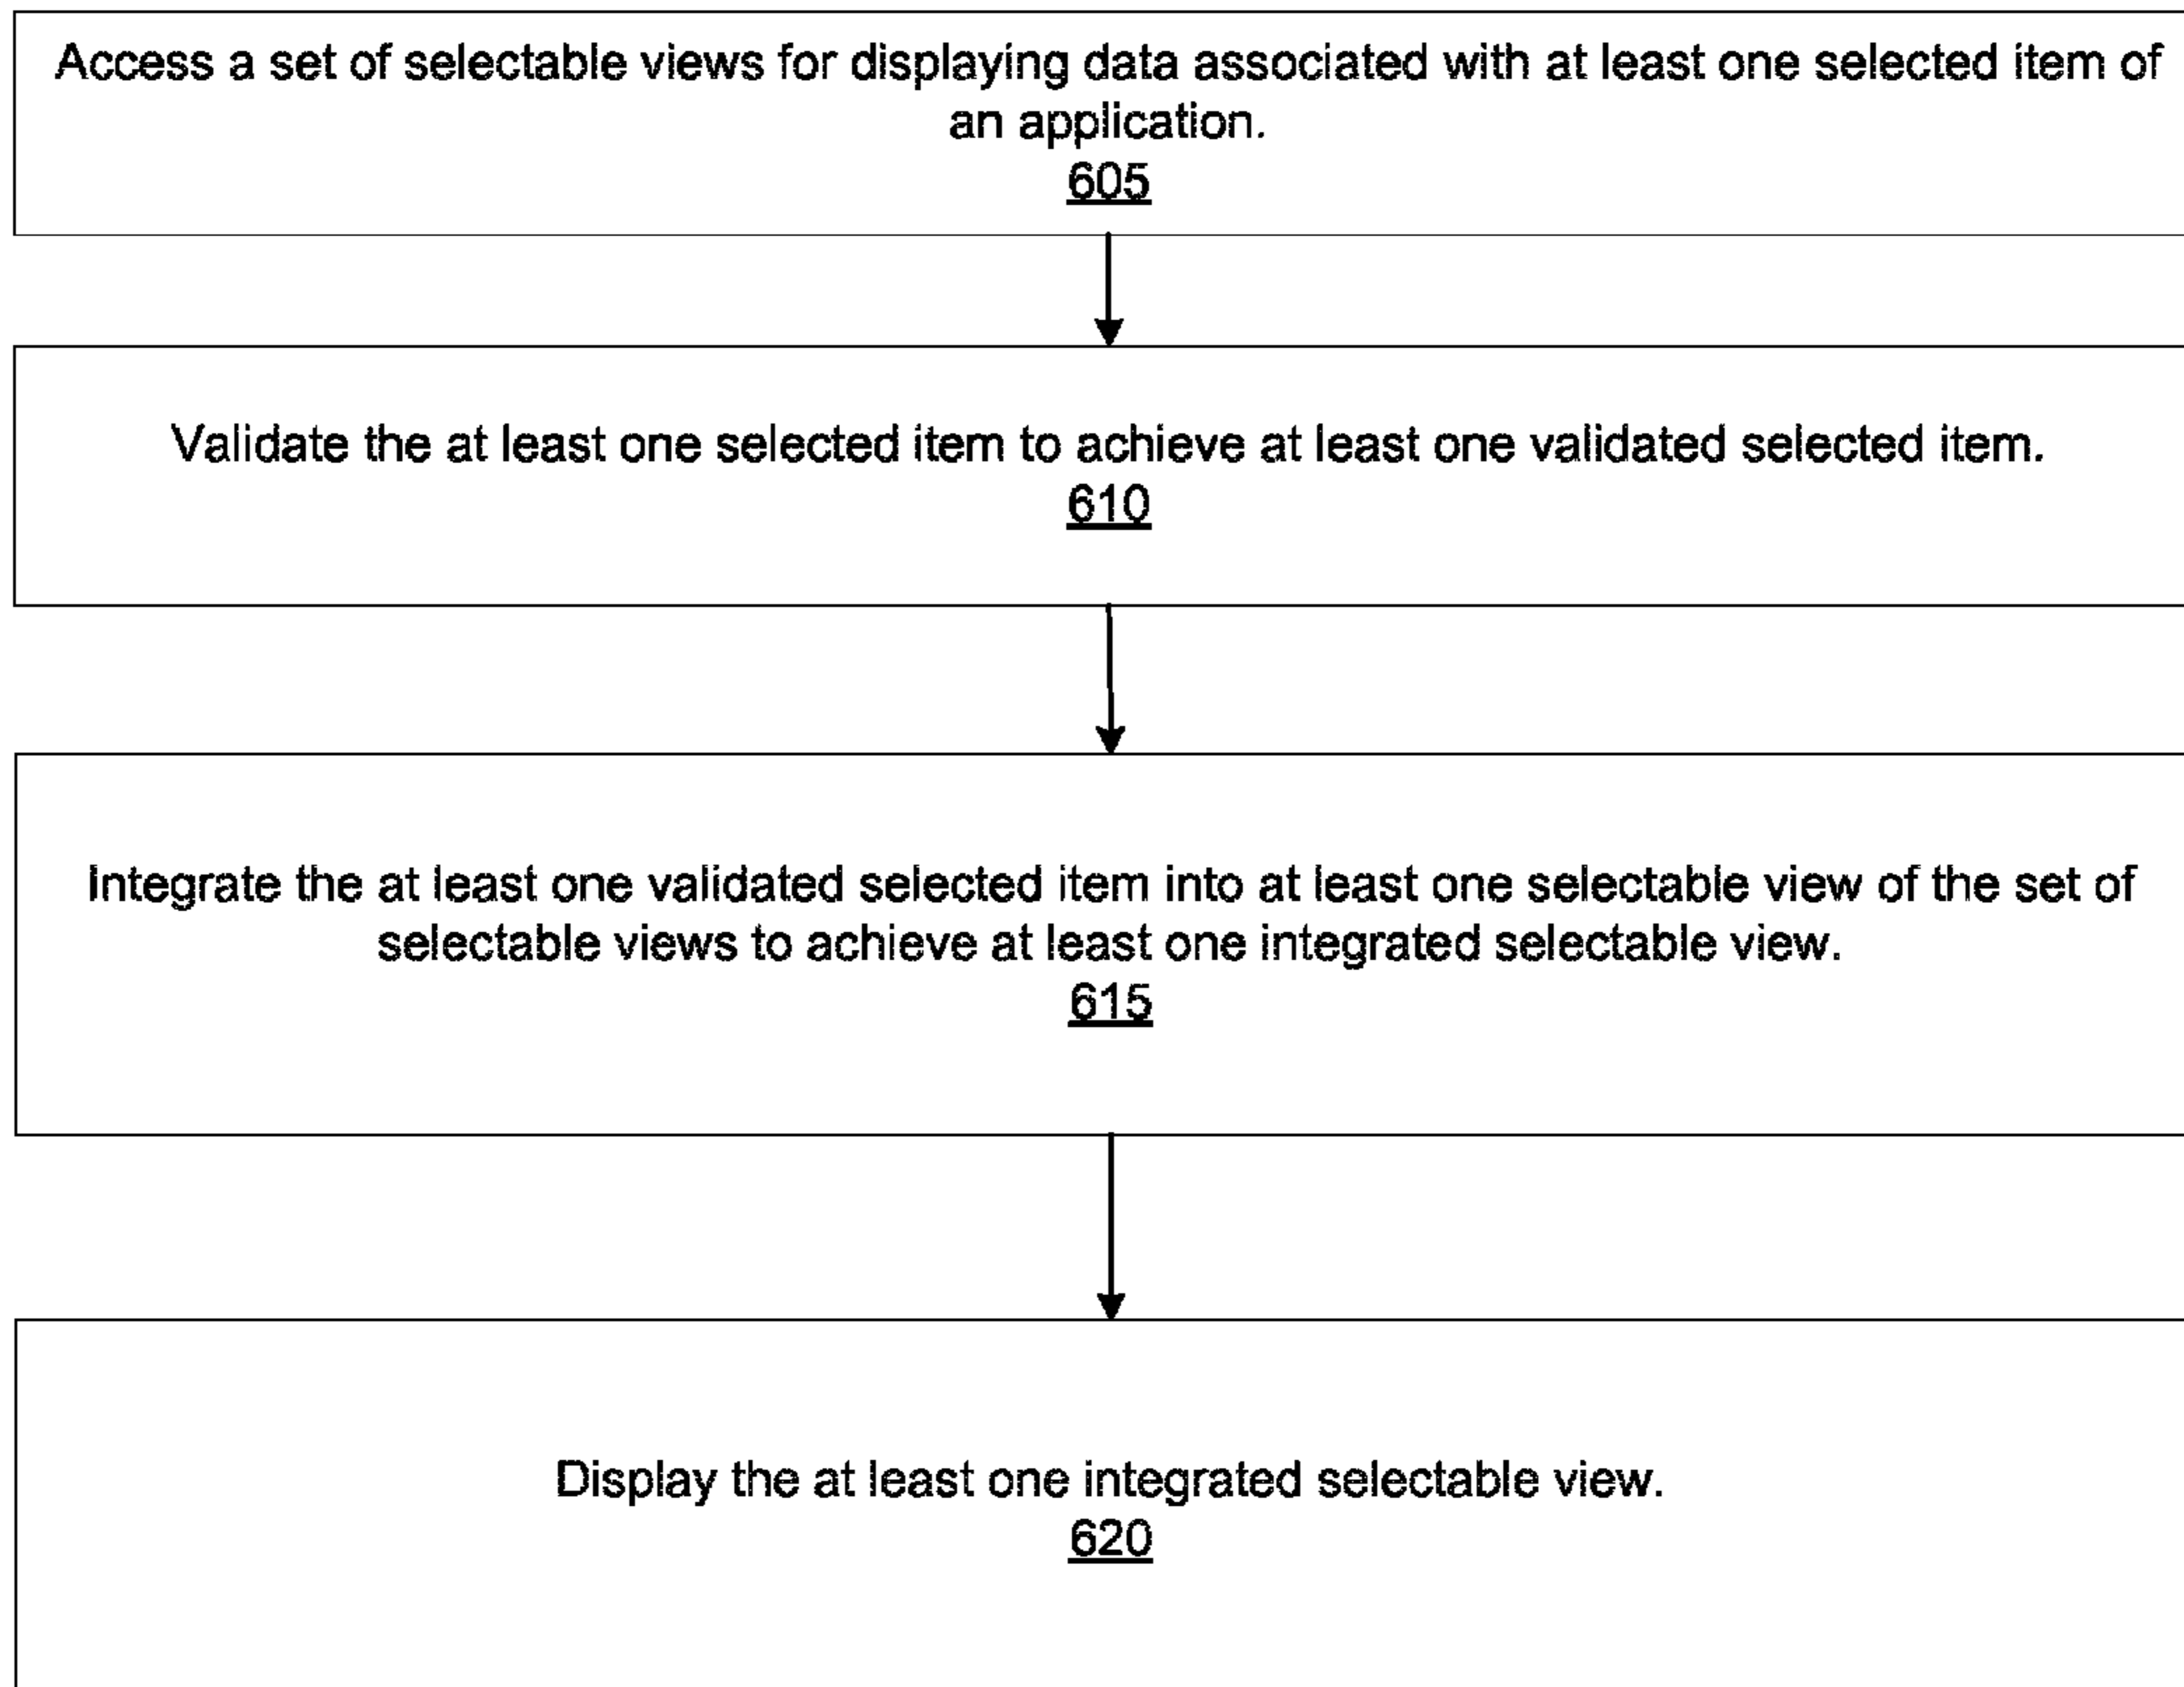 Access a set of selectable views for displaying data associated with at least one selected item of
an application.
605
Validate the at least one selected item to achieve at least one validated selected item.
610
Integrate the at least one validated selected item into at least one selectable view of the set of
selectable views to achieve at least one integrated selectable view.
615
Display the at least one integrated selectable view.
620